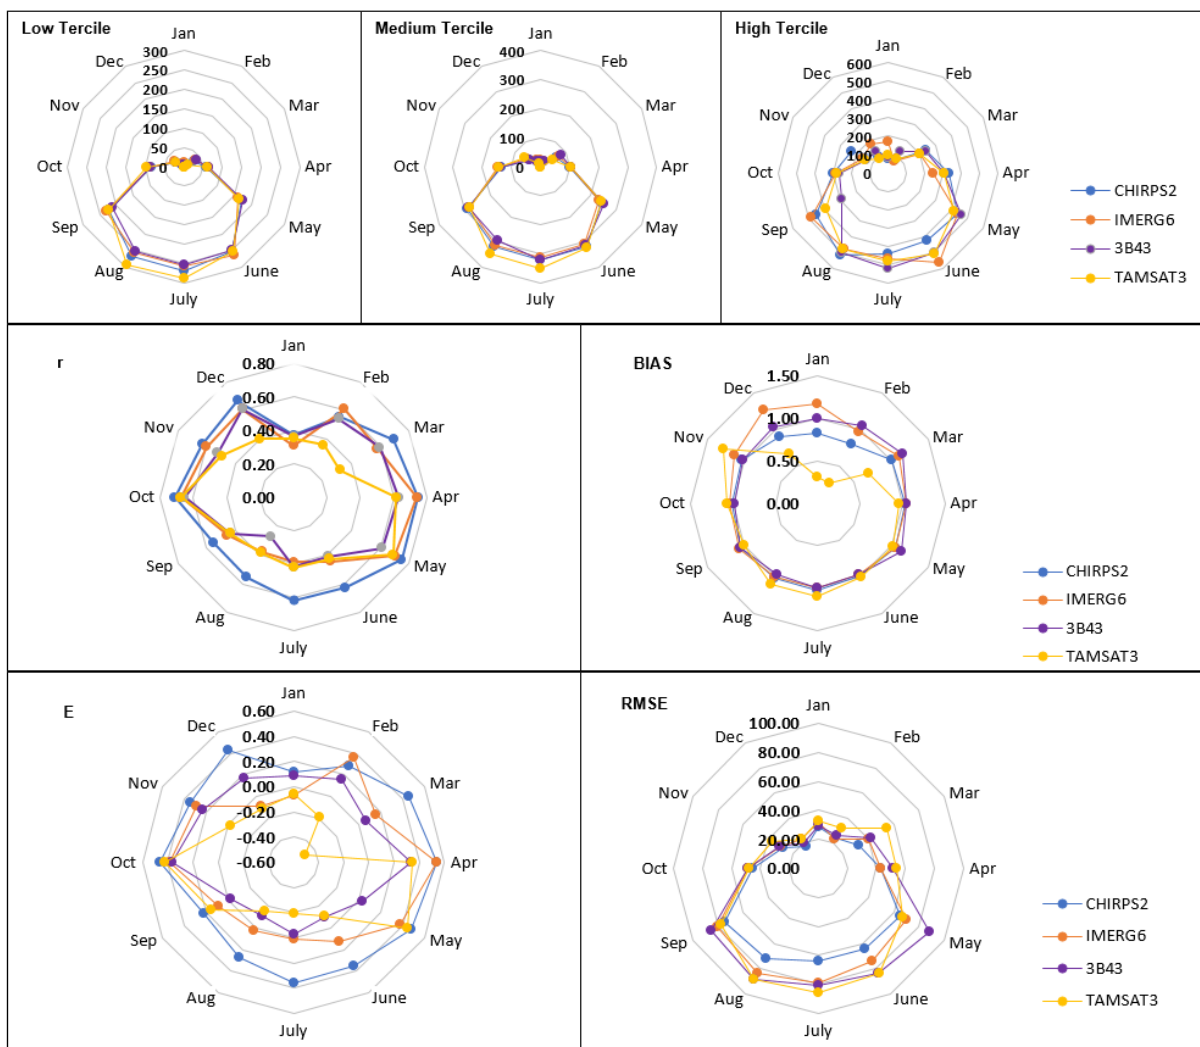 Low Tercile
Jan
Feb
Mar
Apr
May
June
July
Aug
Sep
Oct
Nov
Dec
300
250
200
150
100
50
0
Medium Tercile
Jan
Feb
Mar
Apr
May
June
July
Aug
Sep
Oct
Nov
Dec
400
300
200
100
0
High Tercile
Jan
Feb
Mar
Apr
May
June
July
Aug
Sep
Oct
Nov
Dec
600
500
400
300
200
100
0
CHIRPS2
IMERG6
3B43
TAMSAT3
r
Jan
Feb
Mar
Apr
May
June
July
Aug
Sep
Oct
Nov
Dec
0.80
0.60
0.40
0.20
0.00
BIAS
Jan
Feb
Mar
Apr
May
June
July
Aug
Sep
Oct
Nov
Dec
1.50
1.00
0.50
0.00
CHIRPS2
IMERG6
3B43
TAMSAT3
E
Jan
Feb
Mar
Apr
May
June
July
Aug
Sep
Oct
Nov
Dec
0.60
0.40
0.20
0.00
-0.20
-0.40
-0.60
RMSE
Jan
Feb
Mar
Apr
May
June
July
Aug
Sep
Oct
Nov
Dec
100.00
80.00
60.00
40.00
20.00
0.00
CHIRPS2
IMERG6
3B43
TAMSAT3